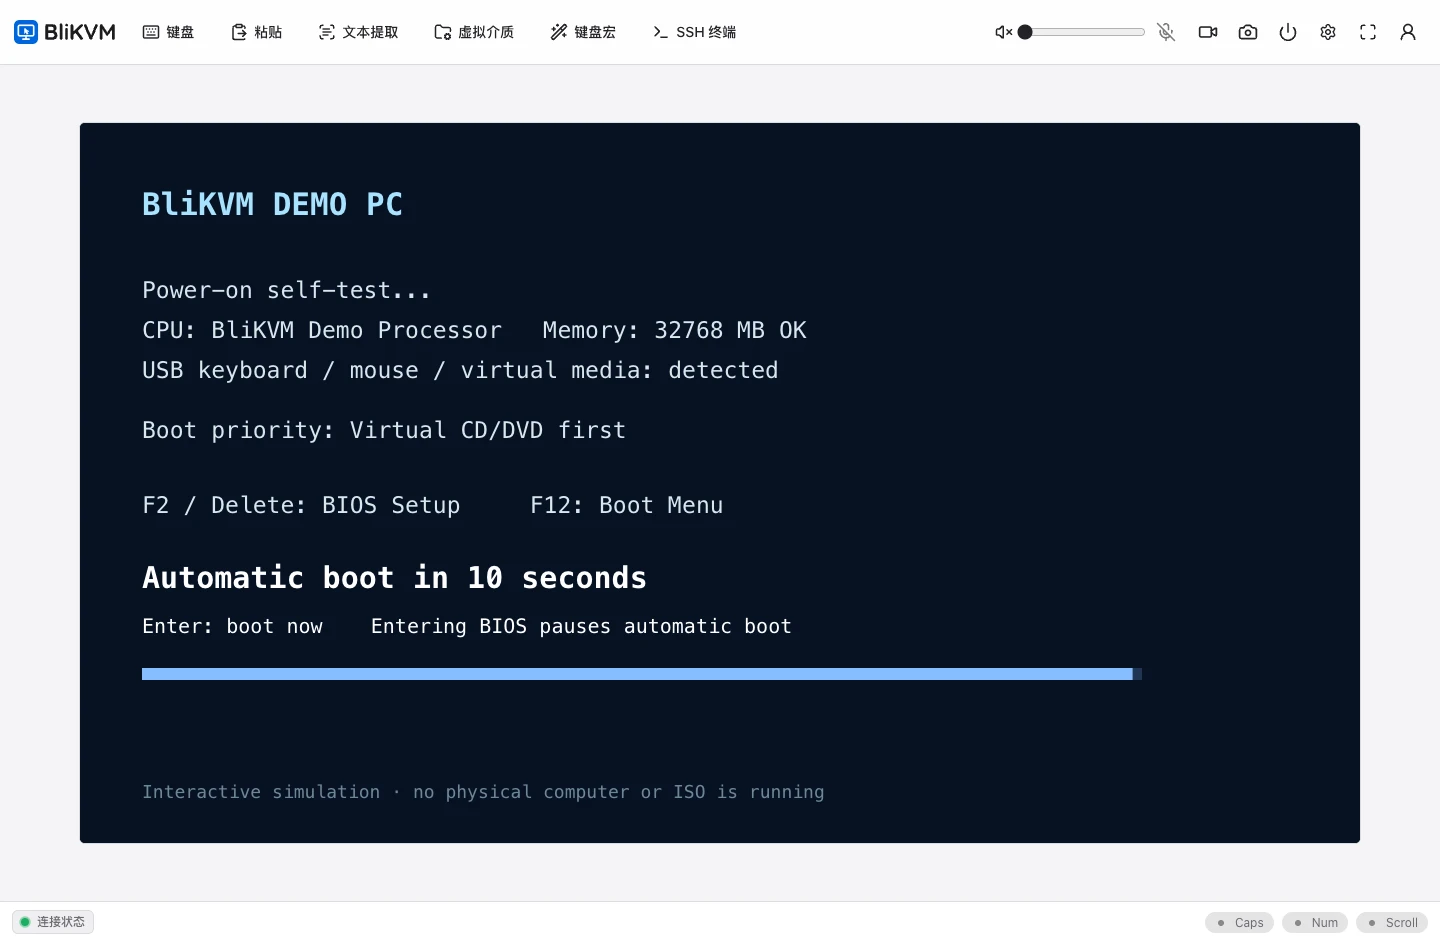 BliKVM 键盘 粘贴 文本提取 虚拟介质 键盘宏 SSH 终端
BliKVM DEMO PC
Power-on self-test...
CPU: BliKVM Demo Processor   Memory: 32768 MB OK
USB keyboard / mouse / virtual media: detected
Boot priority: Virtual CD/DVD first
F2 / Delete: BIOS Setup     F12: Boot Menu
Automatic boot in 10 seconds
Enter: boot now    Entering BIOS pauses automatic boot
Interactive simulation · no physical computer or ISO is running
连接状态 Caps Num Scroll